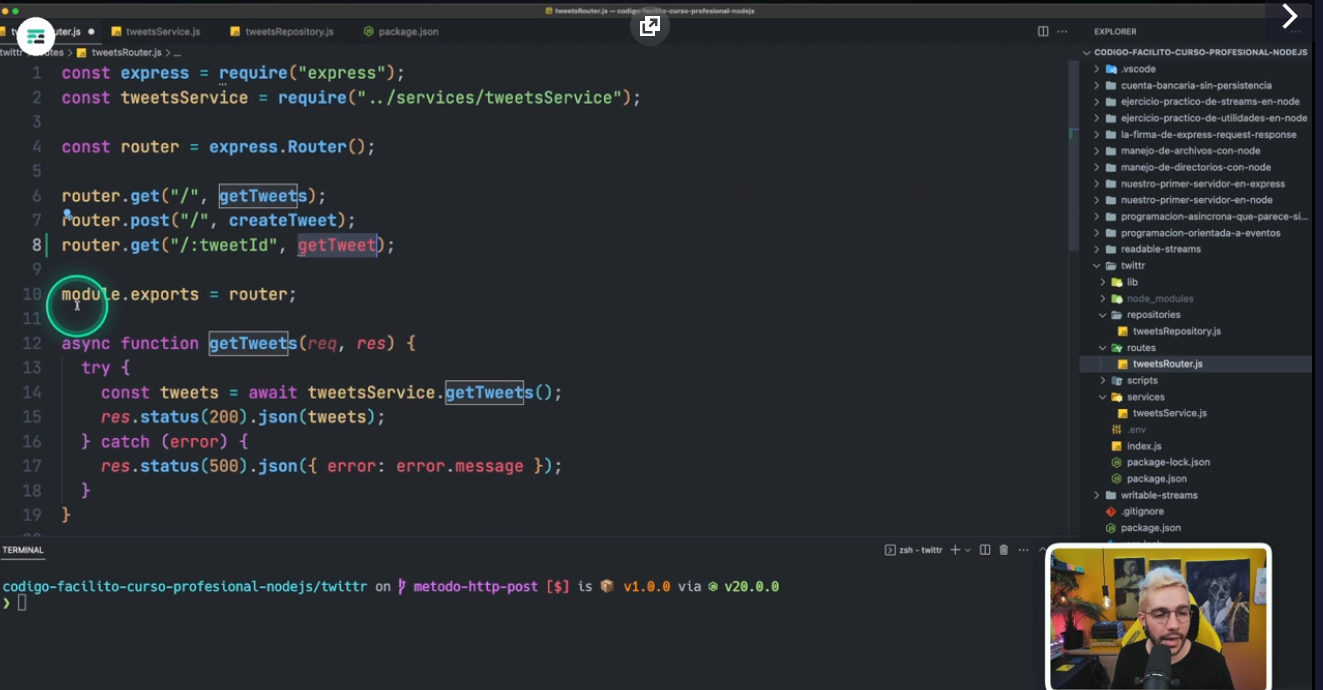 tweetsRouter.js — codigo-facilito-curso-profesional-nodejs
uter.js
tweetsService.js
tweetsRepository.js
package.json
twittr
tweetsRouter.js > ...
1 const express = require("express");
2 const tweetsService = require("../services/tweetsService");
3
4 const router = express.Router();
5
6 router.get("/", getTweets);
7 router.post("/", createTweet);
8 router.get("/:tweetId", getTweet);
9
10 module.exports = router;
11
12 async function getTweets(req, res) {
13 try {
14 const tweets = await tweetsService.getTweets();
15 res.status(200).json(tweets);
16 } catch (error) {
17 res.status(500).json({ error: error.message });
18 }
19 }
EXPLORER
CODIGO-FACILITO-CURSO-PROFESIONAL-NODEJS
.vscode
cuenta-bancaria-sin-persistencia
ejercicio-practico-de-streams-en-node
ejercicio-practico-de-utilidades-en-node
la-firma-de-express-request-response
manejo-de-archivos-con-node
manejo-de-directorios-con-node
nuestro-primer-servidor-en-express
nuestro-primer-servidor-en-node
programacion-asincrona-que-parece-si...
programacion-orientada-a-eventos
readable-streams
twittr
lib
node_modules
repositories
tweetsRepository.js
routes
tweetsRouter.js
scripts
services
tweetsService.js
.env
index.js
package-lock.json
package.json
writable-streams
.gitignore
package.json
TERMINAL
zsh - twittr
codigo-facilito-curso-profesional-nodejs/twittr on metodo-http-post [$] is v1.0.0 via v20.0.0
❯